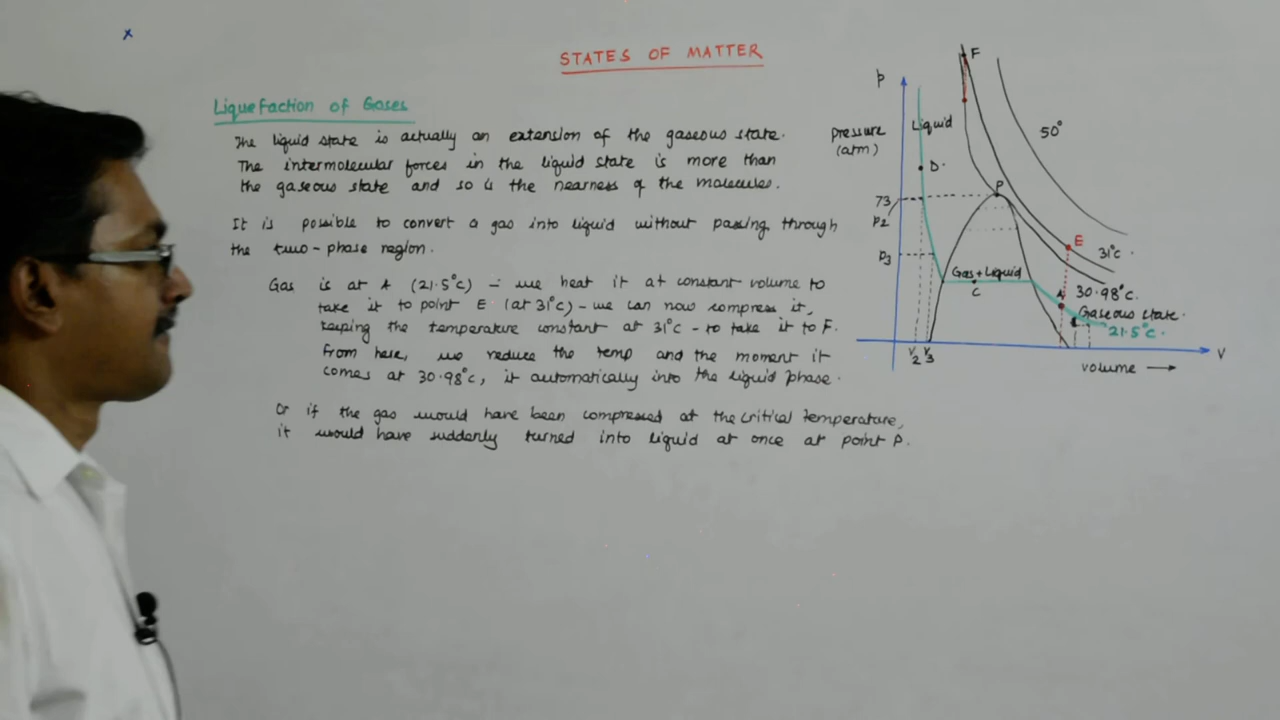 x
STATES OF MATTER
Liquefaction of Gases
The liquid state is actually an extension of the gaseous state.
The intermolecular forces in the liquid state is more than
the gaseous state and so is the nearness of the molecules.
It is possible to convert a gas into liquid without passing through
the two-phase region.
Gas is at A (21.5°C) - we heat it at constant volume to
take it to point E (at 31°C) - we can now compress it,
keeping the temperature constant at 31°C - to take it to F.
From here, we reduce the temp and the moment it
comes at 30.98°C, it automatically into the liquid phase.
Or if the gas would have been compressed at the critical temperature,
it would have suddenly turned into liquid at once at point P.
F
p
Liquid
pressure
(atm)
50°
D.
P
73
P2
E
31°C
P3
Gas+Liquid
C
30.98°C.
A
Gaseous state.
21.5°C.
V2 V3
V
volume →